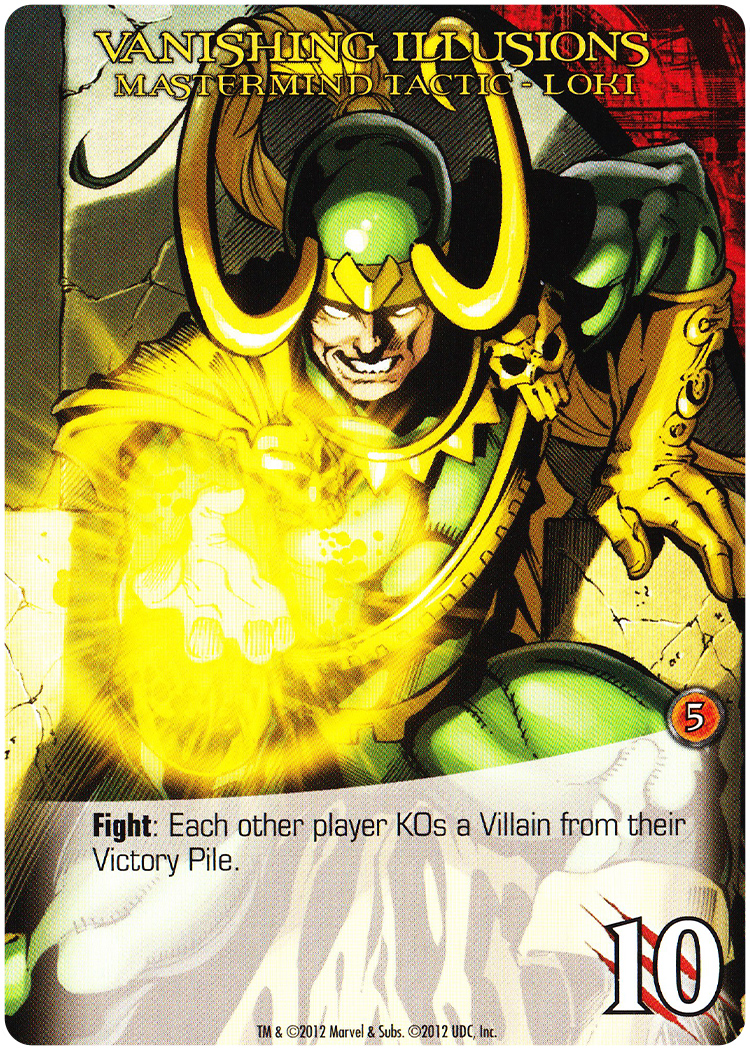 VANISHING ILLUSIONS
MASTERMIND TACTIC - LOKI
5
Fight: Each other player KOs a Villain from their
Victory Pile.
10
TM & ©2012 Marvel & Subs. ©2012 UDC, Inc.